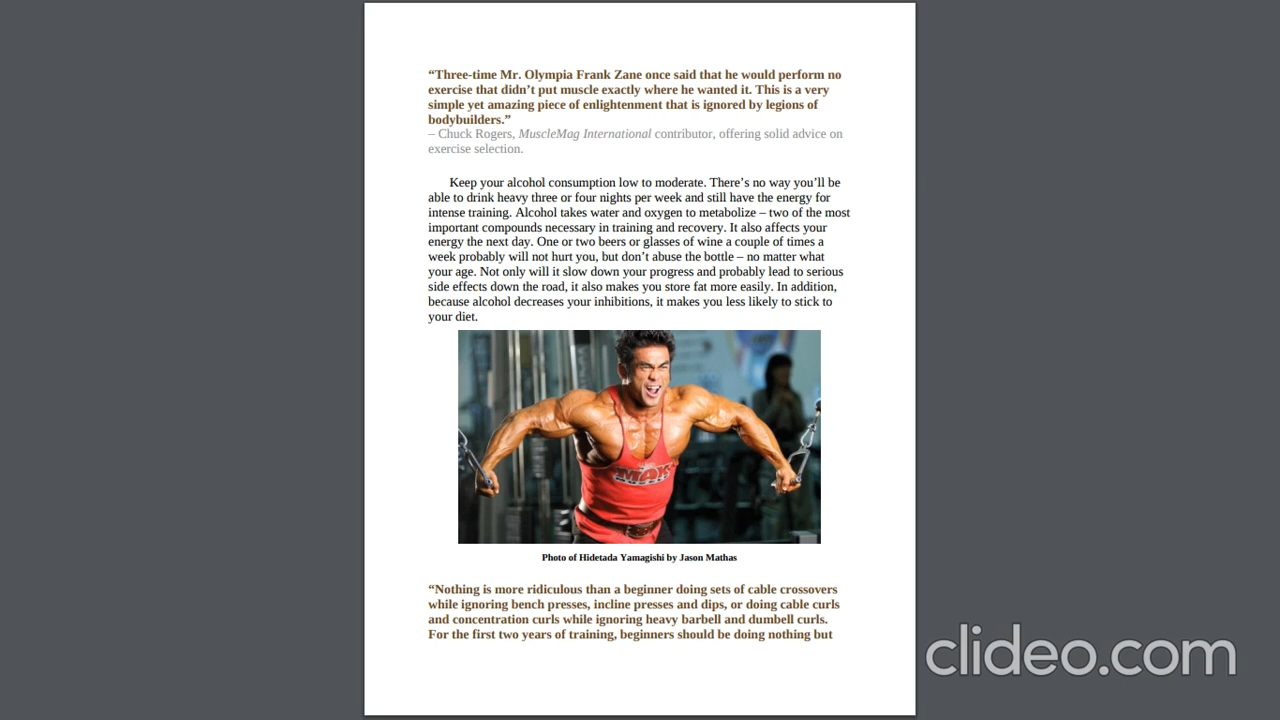 “Three-time Mr. Olympia Frank Zane once said that he would perform no
exercise that didn’t put muscle exactly where he wanted it. This is a very
simple yet amazing piece of enlightenment that is ignored by legions of
bodybuilders.”
– Chuck Rogers, MuscleMag International contributor, offering solid advice on
exercise selection.
Keep your alcohol consumption low to moderate. There’s no way you’ll be
able to drink heavy three or four nights per week and still have the energy for
intense training. Alcohol takes water and oxygen to metabolize – two of the most
important compounds necessary in training and recovery. It also affects your
energy the next day. One or two beers or glasses of wine a couple of times a
week probably will not hurt you, but don’t abuse the bottle – no matter what
your age. Not only will it slow down your progress and probably lead to serious
side effects down the road, it also makes you store fat more easily. In addition,
because alcohol decreases your inhibitions, it makes you less likely to stick to
your diet.
MAX
Photo of Hidetada Yamagishi by Jason Mathas
“Nothing is more ridiculous than a beginner doing sets of cable crossovers
while ignoring bench presses, incline presses and dips, or doing cable curls
and concentration curls while ignoring heavy barbell and dumbell curls.
For the first two years of training, beginners should be doing nothing but
clideo.com